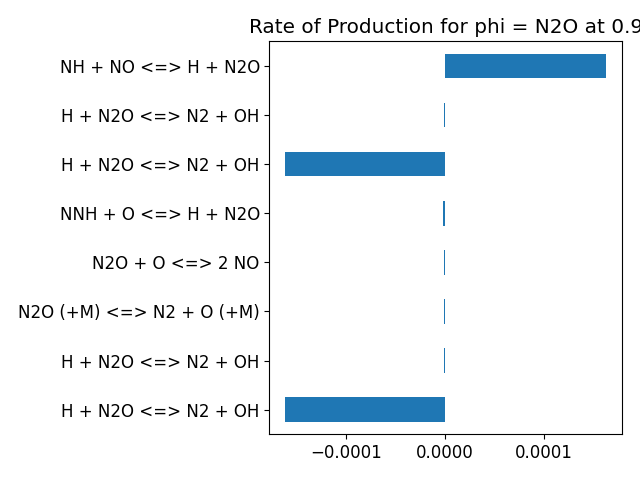 Rate of Production for phi = N2O at 0.9
NH + NO <=> H + N2O
H + N2O <=> N2 + OH
H + N2O <=> N2 + OH
NNH + O <=> H + N2O
N2O + O <=> 2 NO
N2O (+M) <=> N2 + O (+M)
H + N2O <=> N2 + OH
H + N2O <=> N2 + OH
−0.0001 0.0000 0.0001